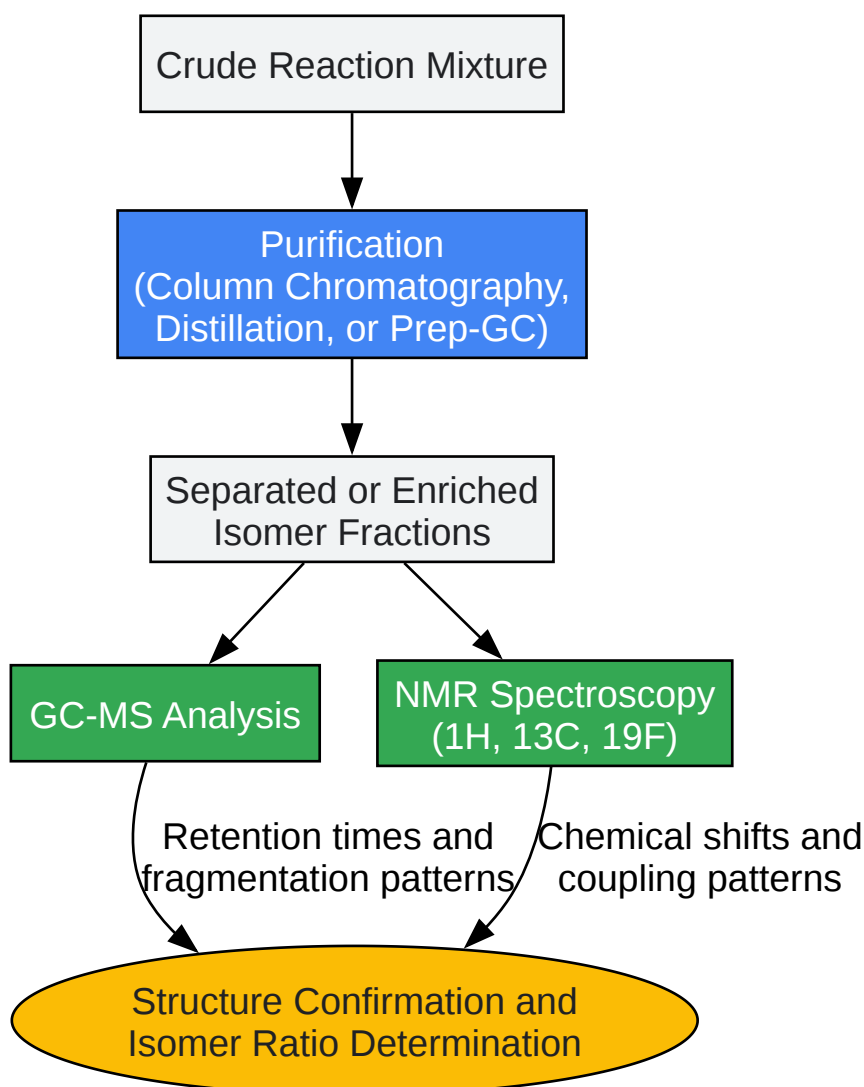 Crude Reaction Mixture
Purification
(Column Chromatography,
Distillation, or Prep-GC)
Separated or Enriched
Isomer Fractions
GC-MS Analysis
NMR Spectroscopy
(1H, 13C, 19F)
Retention times and
fragmentation patterns
Chemical shifts and
coupling patterns
Structure Confirmation and
Isomer Ratio Determination